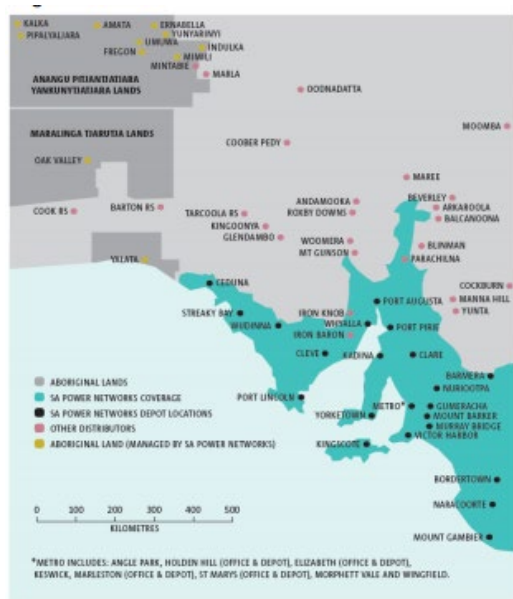 KALKA
AMATA
ERNABELLA
PIPALYALJARA
YUNYARINYI
UMUWA
FREGON
INDULKA
MIMILI
MINTABIE
MARLA
ANANGU PITJANTJATJARA
YANKUNYTJATJARA LANDS
OODNADATTA
MARALINGA TJARUTJA LANDS
MOOMBA
COOBER PEDY
OAK VALLEY
MAREE
BEVERLEY
ARKAROOLA
BALCANOONA
COOK RS
BARTON RS
TARCOOLA RS
ANDAMOOKA
ROXBY DOWNS
KINGOONYA
GLENDAMBO
WOOMERA
MT GUNSON
BLINMAN
PARACHILNA
YALATA
CEDUNA
COCKBURN
PORT AUGUSTA
MANNA HILL
YUNTA
STREAKY BAY
IRON KNOB
WUDINNA
WHYALLA
PORT PIRIE
IRON BARON
CLEVE
KADINA
CLARE
BARMERA
NURIOOTPA
PORT LINCOLN
METRO*
GUMERACHA
YORKETOWN
MOUNT BARKER
MURRAY BRIDGE
VICTOR HARBOR
KINGSCOTE
ABORIGINAL LANDS
SA POWER NETWORKS COVERAGE
SA POWER NETWORKS DEPOT LOCATIONS
OTHER DISTRIBUTORS
ABORIGINAL LAND (MANAGED BY SA POWER NETWORKS)
BORDERTOWN
NARACOORTE
MOUNT GAMBIER
0 100 200 300 400 500
KILOMETRES
*METRO INCLUDES: ANGLE PARK, HOLDEN HILL (OFFICE & DEPOT), ELIZABETH (OFFICE & DEPOT),
KESWICK, MARLESTON (OFFICE & DEPOT), ST MARYS (OFFICE & DEPOT), MORPHETT VALE AND WINGFIELD.